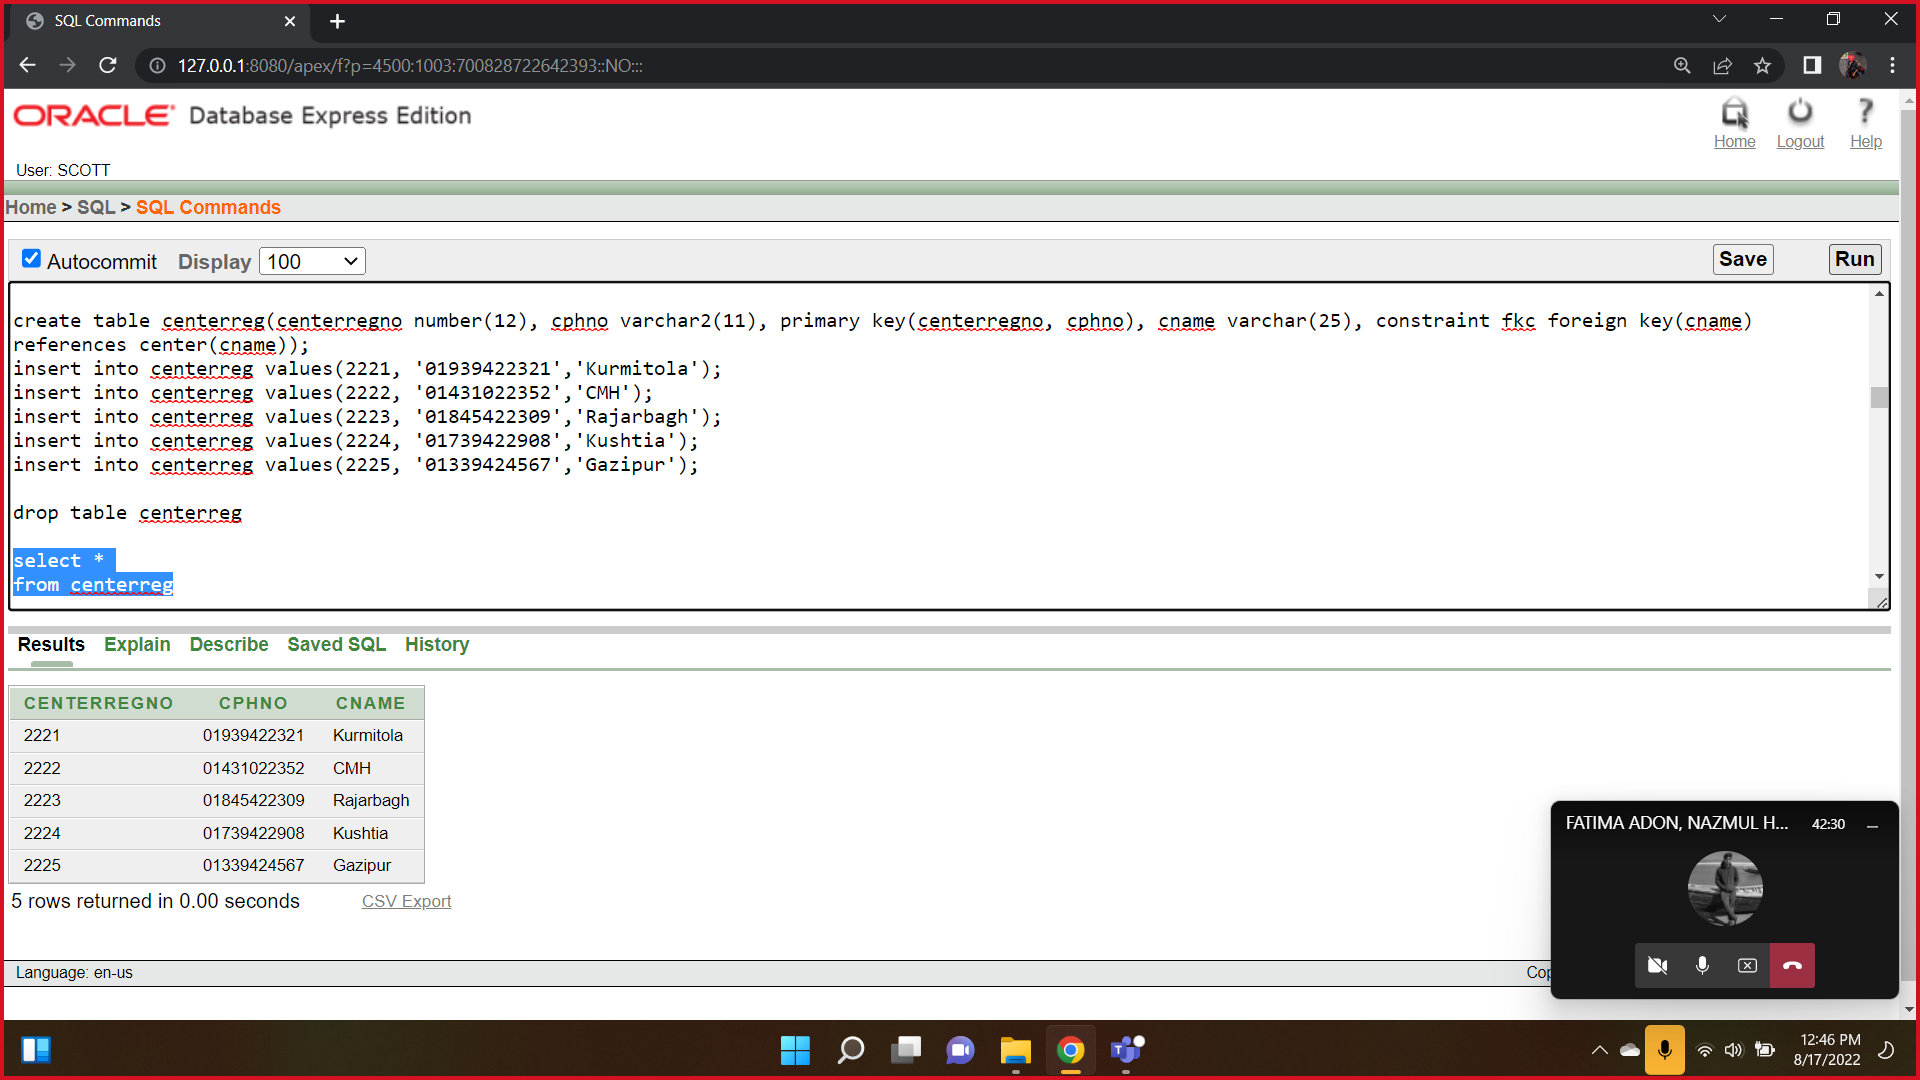 SQL Commands
127.0.0.1:8080/apex/f?p=4500:1003:700828722642393::NO:::
ORACLE Database Express Edition
Home Logout Help
User: SCOTT
Home > SQL > SQL Commands
Autocommit Display 100 Save Run
create table centerreg(centerregno number(12), cphno varchar2(11), primary key(centerregno, cphno), cname varchar(25), constraint fkc foreign key(cname)
references center(cname));
insert into centerreg values(2221, '01939422321','Kurmitola');
insert into centerreg values(2222, '01431022352','CMH');
insert into centerreg values(2223, '01845422309','Rajarbagh');
insert into centerreg values(2224, '01739422908','Kushtia');
insert into centerreg values(2225, '01339424567','Gazipur');
drop table centerreg
select *
from centerreg
Results Explain Describe Saved SQL History
CENTERREGNO CPHNO CNAME
2221 01939422321 Kurmitola
2222 01431022352 CMH
2223 01845422309 Rajarbagh
2224 01739422908 Kushtia
2225 01339424567 Gazipur
5 rows returned in 0.00 seconds CSV Export
FATIMA ADON, NAZMUL H... 42:30
Language: en-us Cop
12:46 PM
8/17/2022